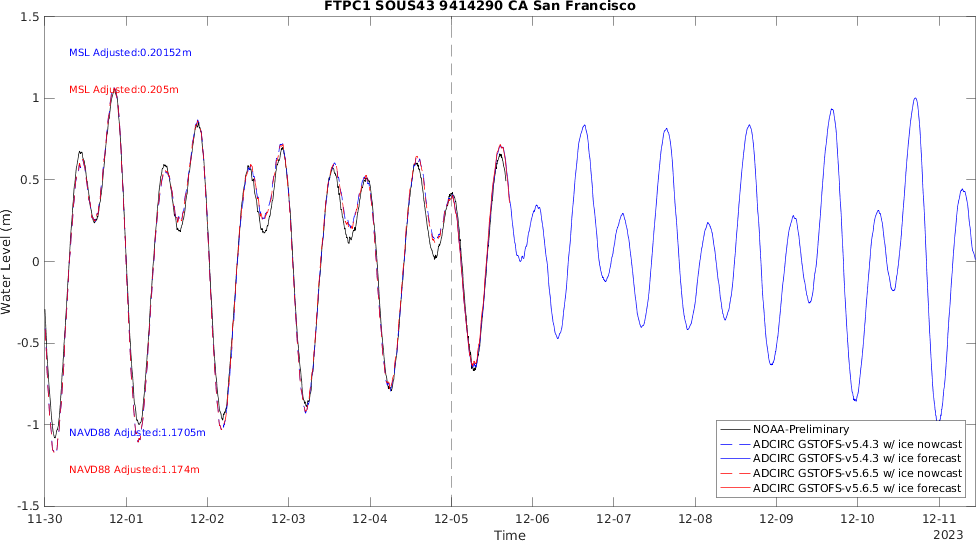 FTPC1 SOUS43 9414290 CA San Francisco
1.5
1
0.5
0
-0.5
-1
-1.5
Water Level (m)
MSL Adjusted:0.20152m
MSL Adjusted:0.205m
NAVD88 Adjusted:1.1705m
NAVD88 Adjusted:1.174m
NOAA-Preliminary
ADCIRC GSTOFS-v5.4.3 w/ ice nowcast
ADCIRC GSTOFS-v5.4.3 w/ ice forecast
ADCIRC GSTOFS-v5.6.5 w/ ice nowcast
ADCIRC GSTOFS-v5.6.5 w/ ice forecast
11-30 12-01 12-02 12-03 12-04 12-05 12-06 12-07 12-08 12-09 12-10 12-11
Time
2023